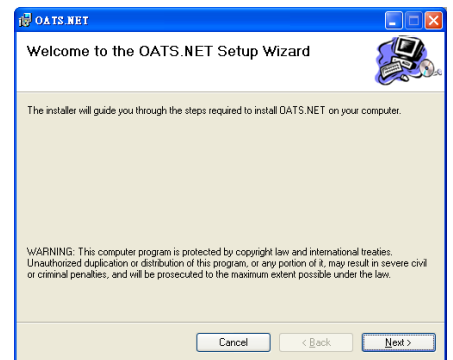 OATS.NET
Welcome to the OATS.NET Setup Wizard
The installer will guide you through the steps required to install OATS.NET on your computer.
WARNING: This computer program is protected by copyright law and international treaties.
Unauthorized duplication or distribution of this program, or any portion of it, may result in severe civil
or criminal penalties, and will be prosecuted to the maximum extent possible under the law.
Cancel < Back Next >